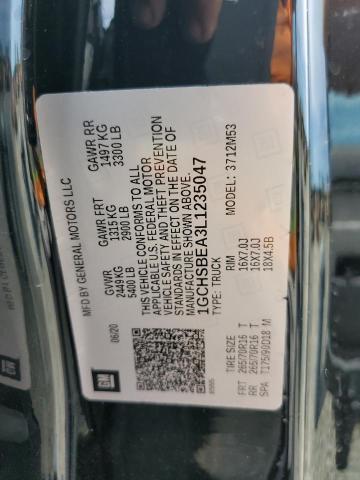 MFD BY GENERAL MOTORS LLC
06/20
GVWR
2449 KG
5400 LB
GAWR FRT
1315 KG
2900 LB
GAWR RR
1497 KG
3300 LB
THIS VEHICLE CONFORMS TO ALL
APPLICABLE U.S. FEDERAL MOTOR
VEHICLE SAFETY AND THEFT PREVENTION
STANDARDS IN EFFECT ON THE DATE OF
MANUFACTURE SHOWN ABOVE.
1GCHSBEA3L1235047
TYPE: TRUCK
MODEL: 3712M53
TIRE SIZE RIM
FRT 265/70R16 T 16X7.0J
RR 265/70R16 T 16X7.0J
SPA T175/90D18 M 18X4.5B
GM